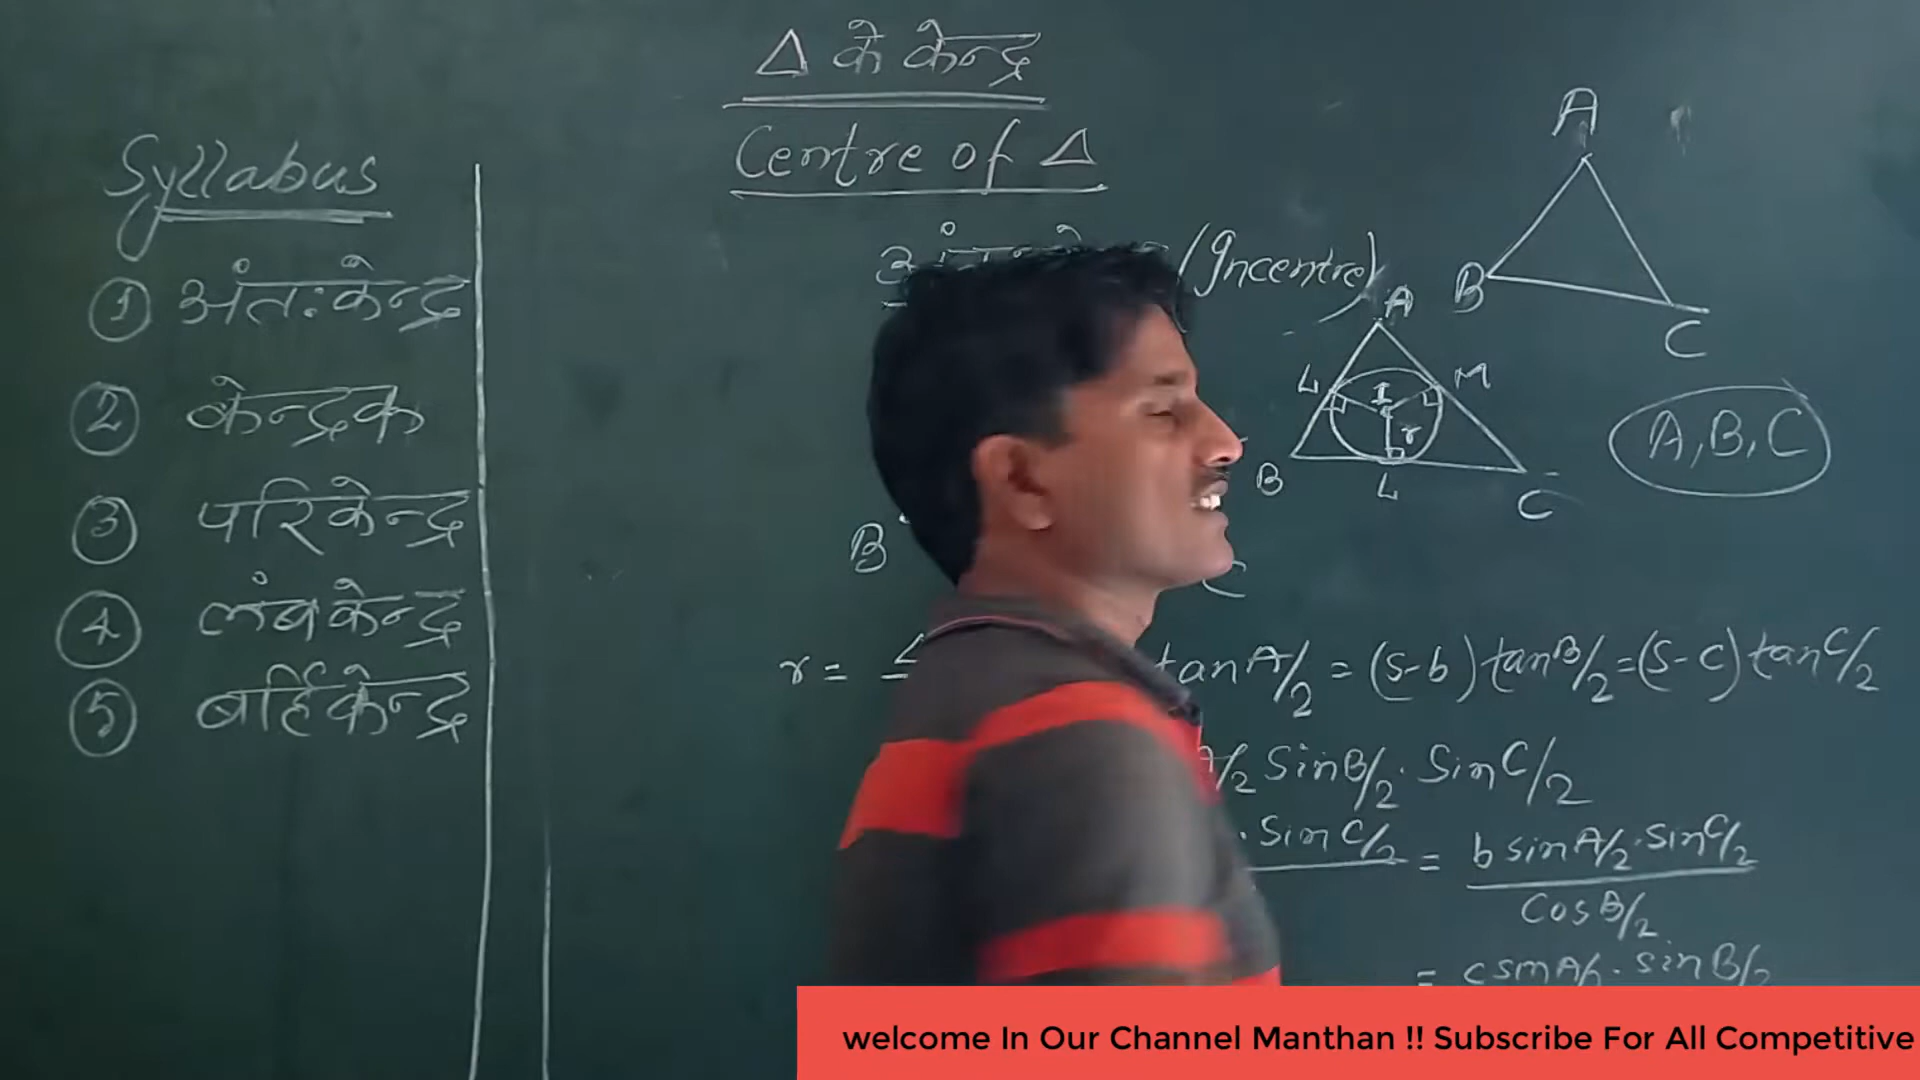 Δ के केन्द्र
Centre of Δ
Syllabus
① अंतःकेन्द्र
② केन्द्रक
③ परिकेन्द्र
④ लंबकेन्द्र
⑤ बर्हिकेन्द्र
(Incentre)
A
B
C
A
L
M
I
r
B
L
C
A, B, C
B
C
r =
tan A/2 = (s-b) tan B/2 = (s-c) tan C/2
A/2 sin B/2 . sin C/2
. sin C/2 = b sin A/2 . sin C/2
cos B/2
= c sin A/2 . sin B/2
welcome In Our Channel Manthan !! Subscribe For All Competitive